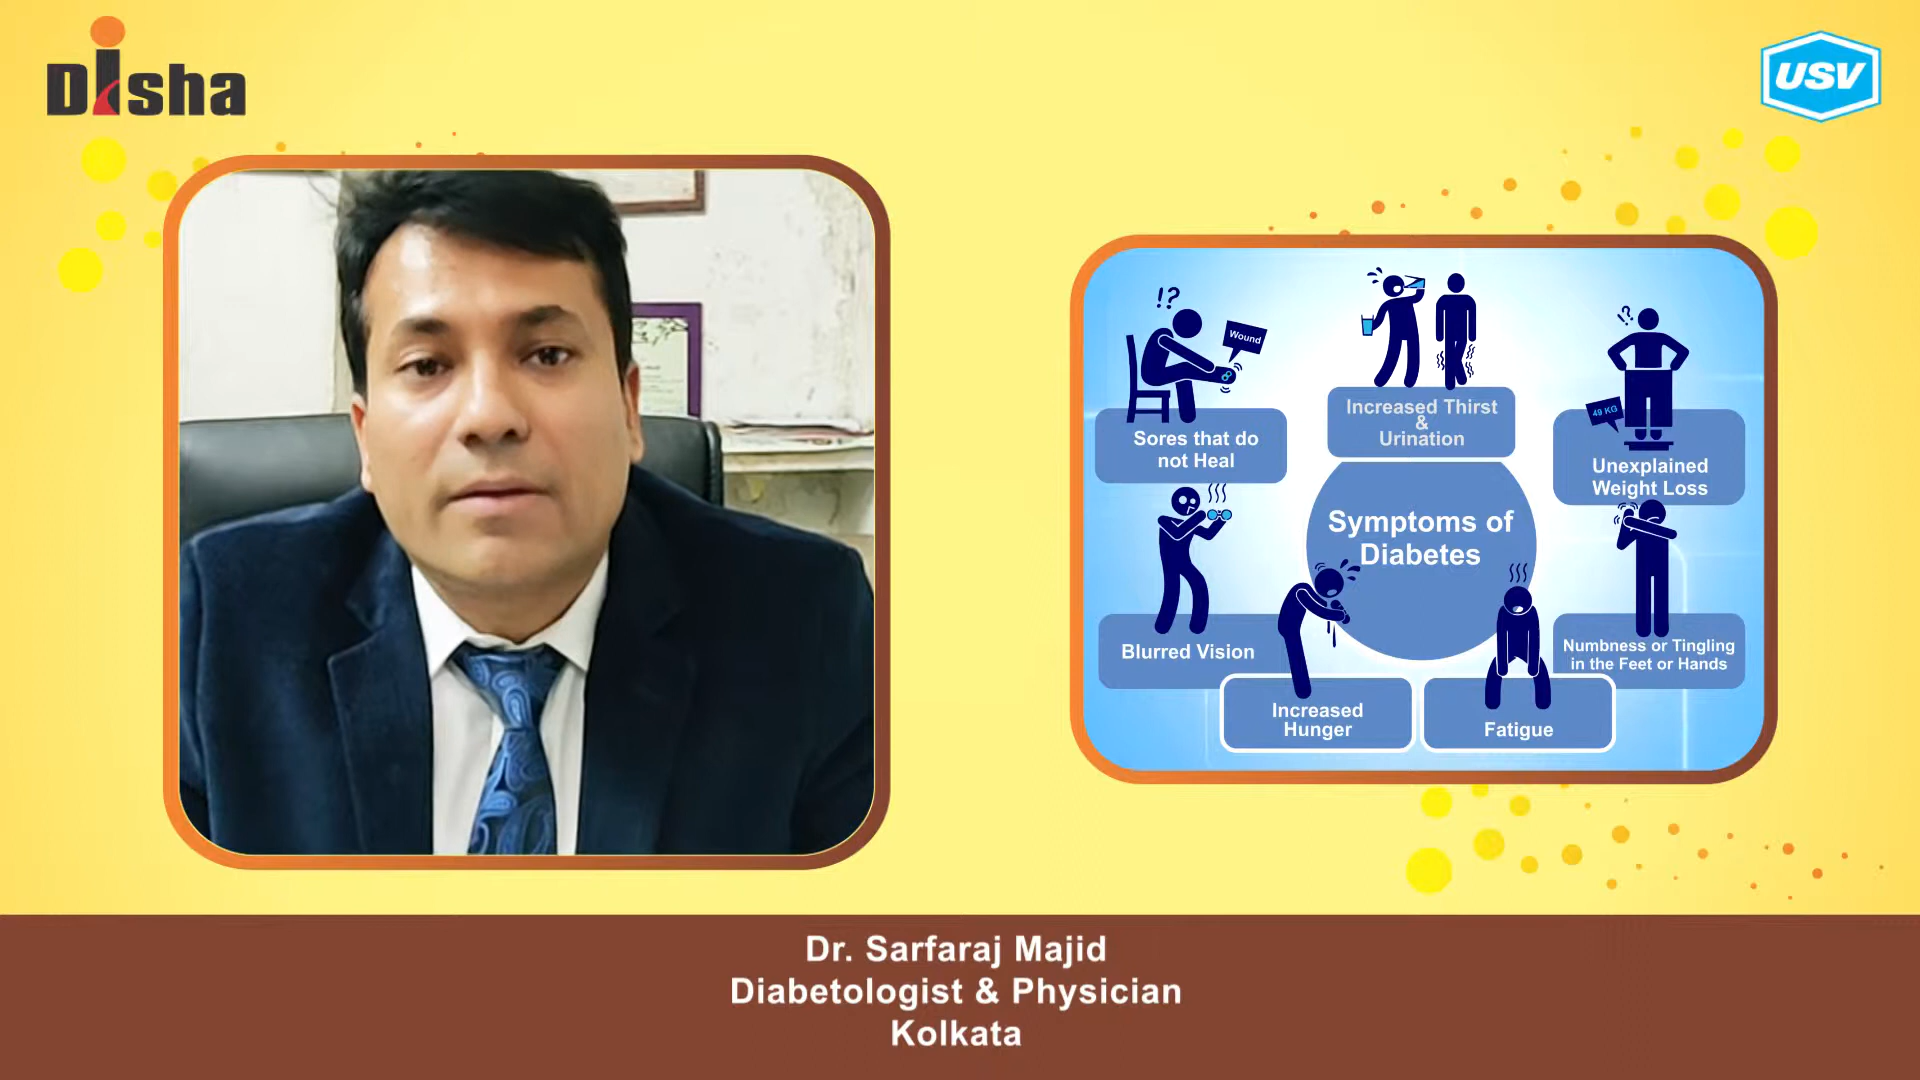 Disha
USV
!?
Wound
Sores that do
not Heal
Increased Thirst
&
Urination
!?
49 KG
Unexplained
Weight Loss
Symptoms of
Diabetes
Blurred Vision
Numbness or Tingling
in the Feet or Hands
Increased
Hunger
Fatigue
Dr. Sarfaraj Majid
Diabetologist & Physician
Kolkata